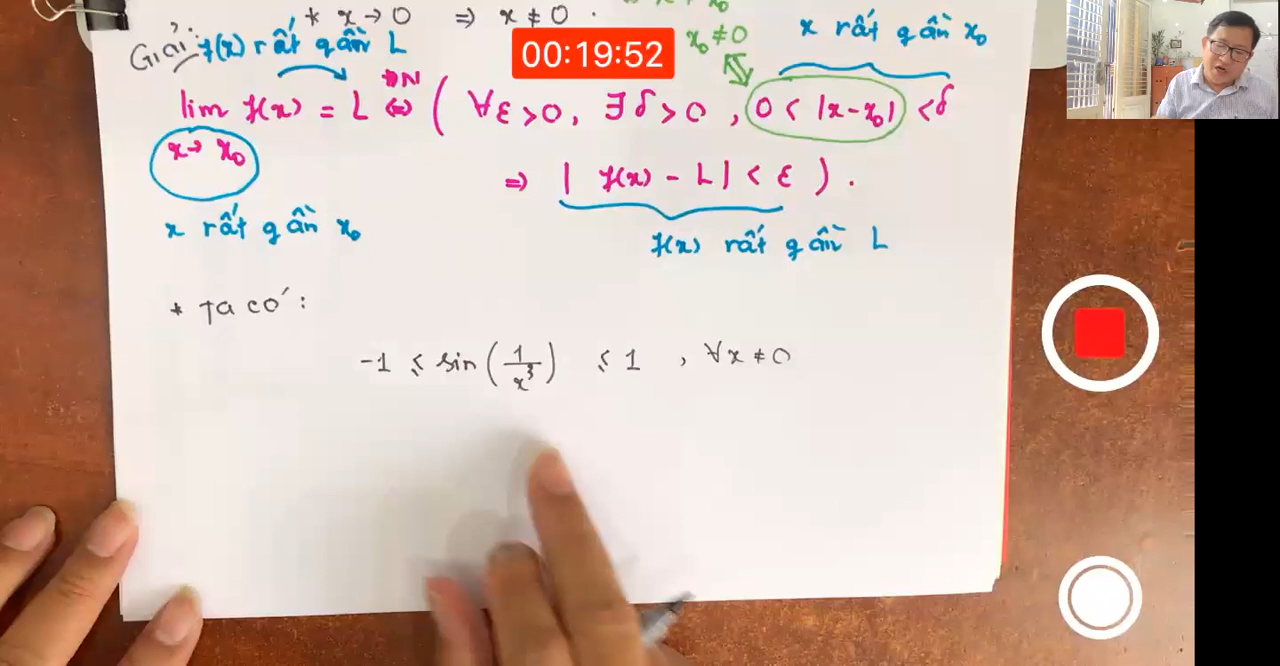 * x → 0 ⇒ x ≠ 0 .
x₀ ≠ 0
x rất gần x₀
Giải: f(x) rất gần L
00:19:52
ĐN
lim f(x) = L ⇔ ( ∀ε > 0, ∃δ > 0 , 0 < |x - x₀| < δ
x → x₀
⇒ | f(x) - L | < ε ) .
x rất gần x₀
f(x) rất gần L
* Ta có :
-1 ≤ sin(1/x³) ≤ 1 , ∀x ≠ 0